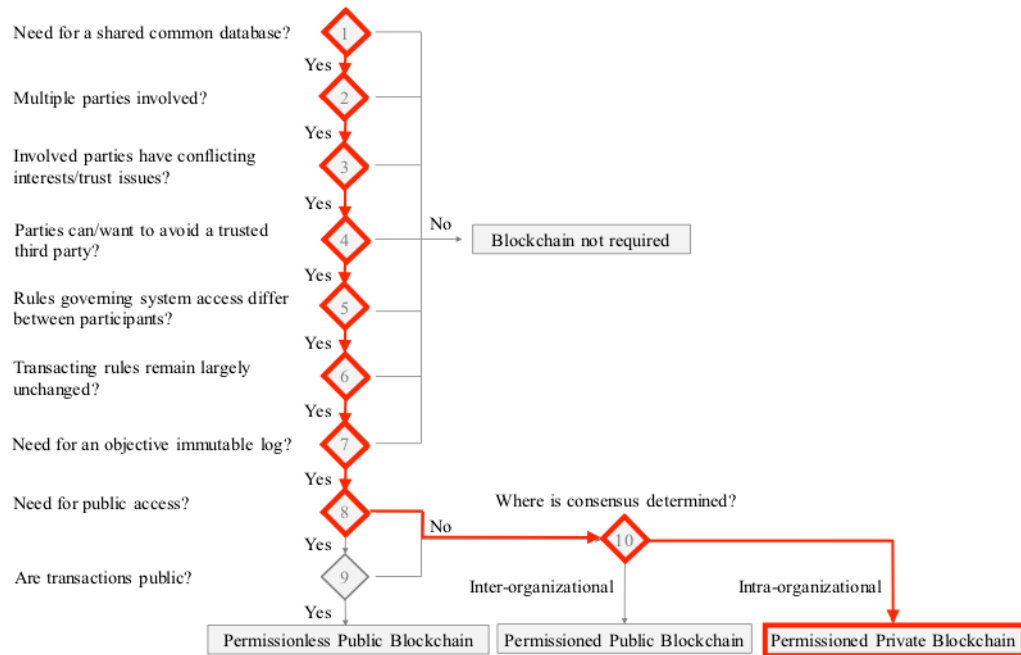 Need for a shared common database?
1
Yes
Multiple parties involved?
2
Yes
Involved parties have conflicting
interests/trust issues?
3
Yes
Parties can/want to avoid a trusted
third party?
4
No
Blockchain not required
Yes
Rules governing system access differ
between participants?
5
Yes
Transacting rules remain largely
unchanged?
6
Yes
Need for an objective immutable log?
7
Yes
Need for public access?
8
No
Where is consensus determined?
10
Yes
Are transactions public?
9
Inter-organizational
Intra-organizational
Yes
Permissionless Public Blockchain
Permissioned Public Blockchain
Permissioned Private Blockchain